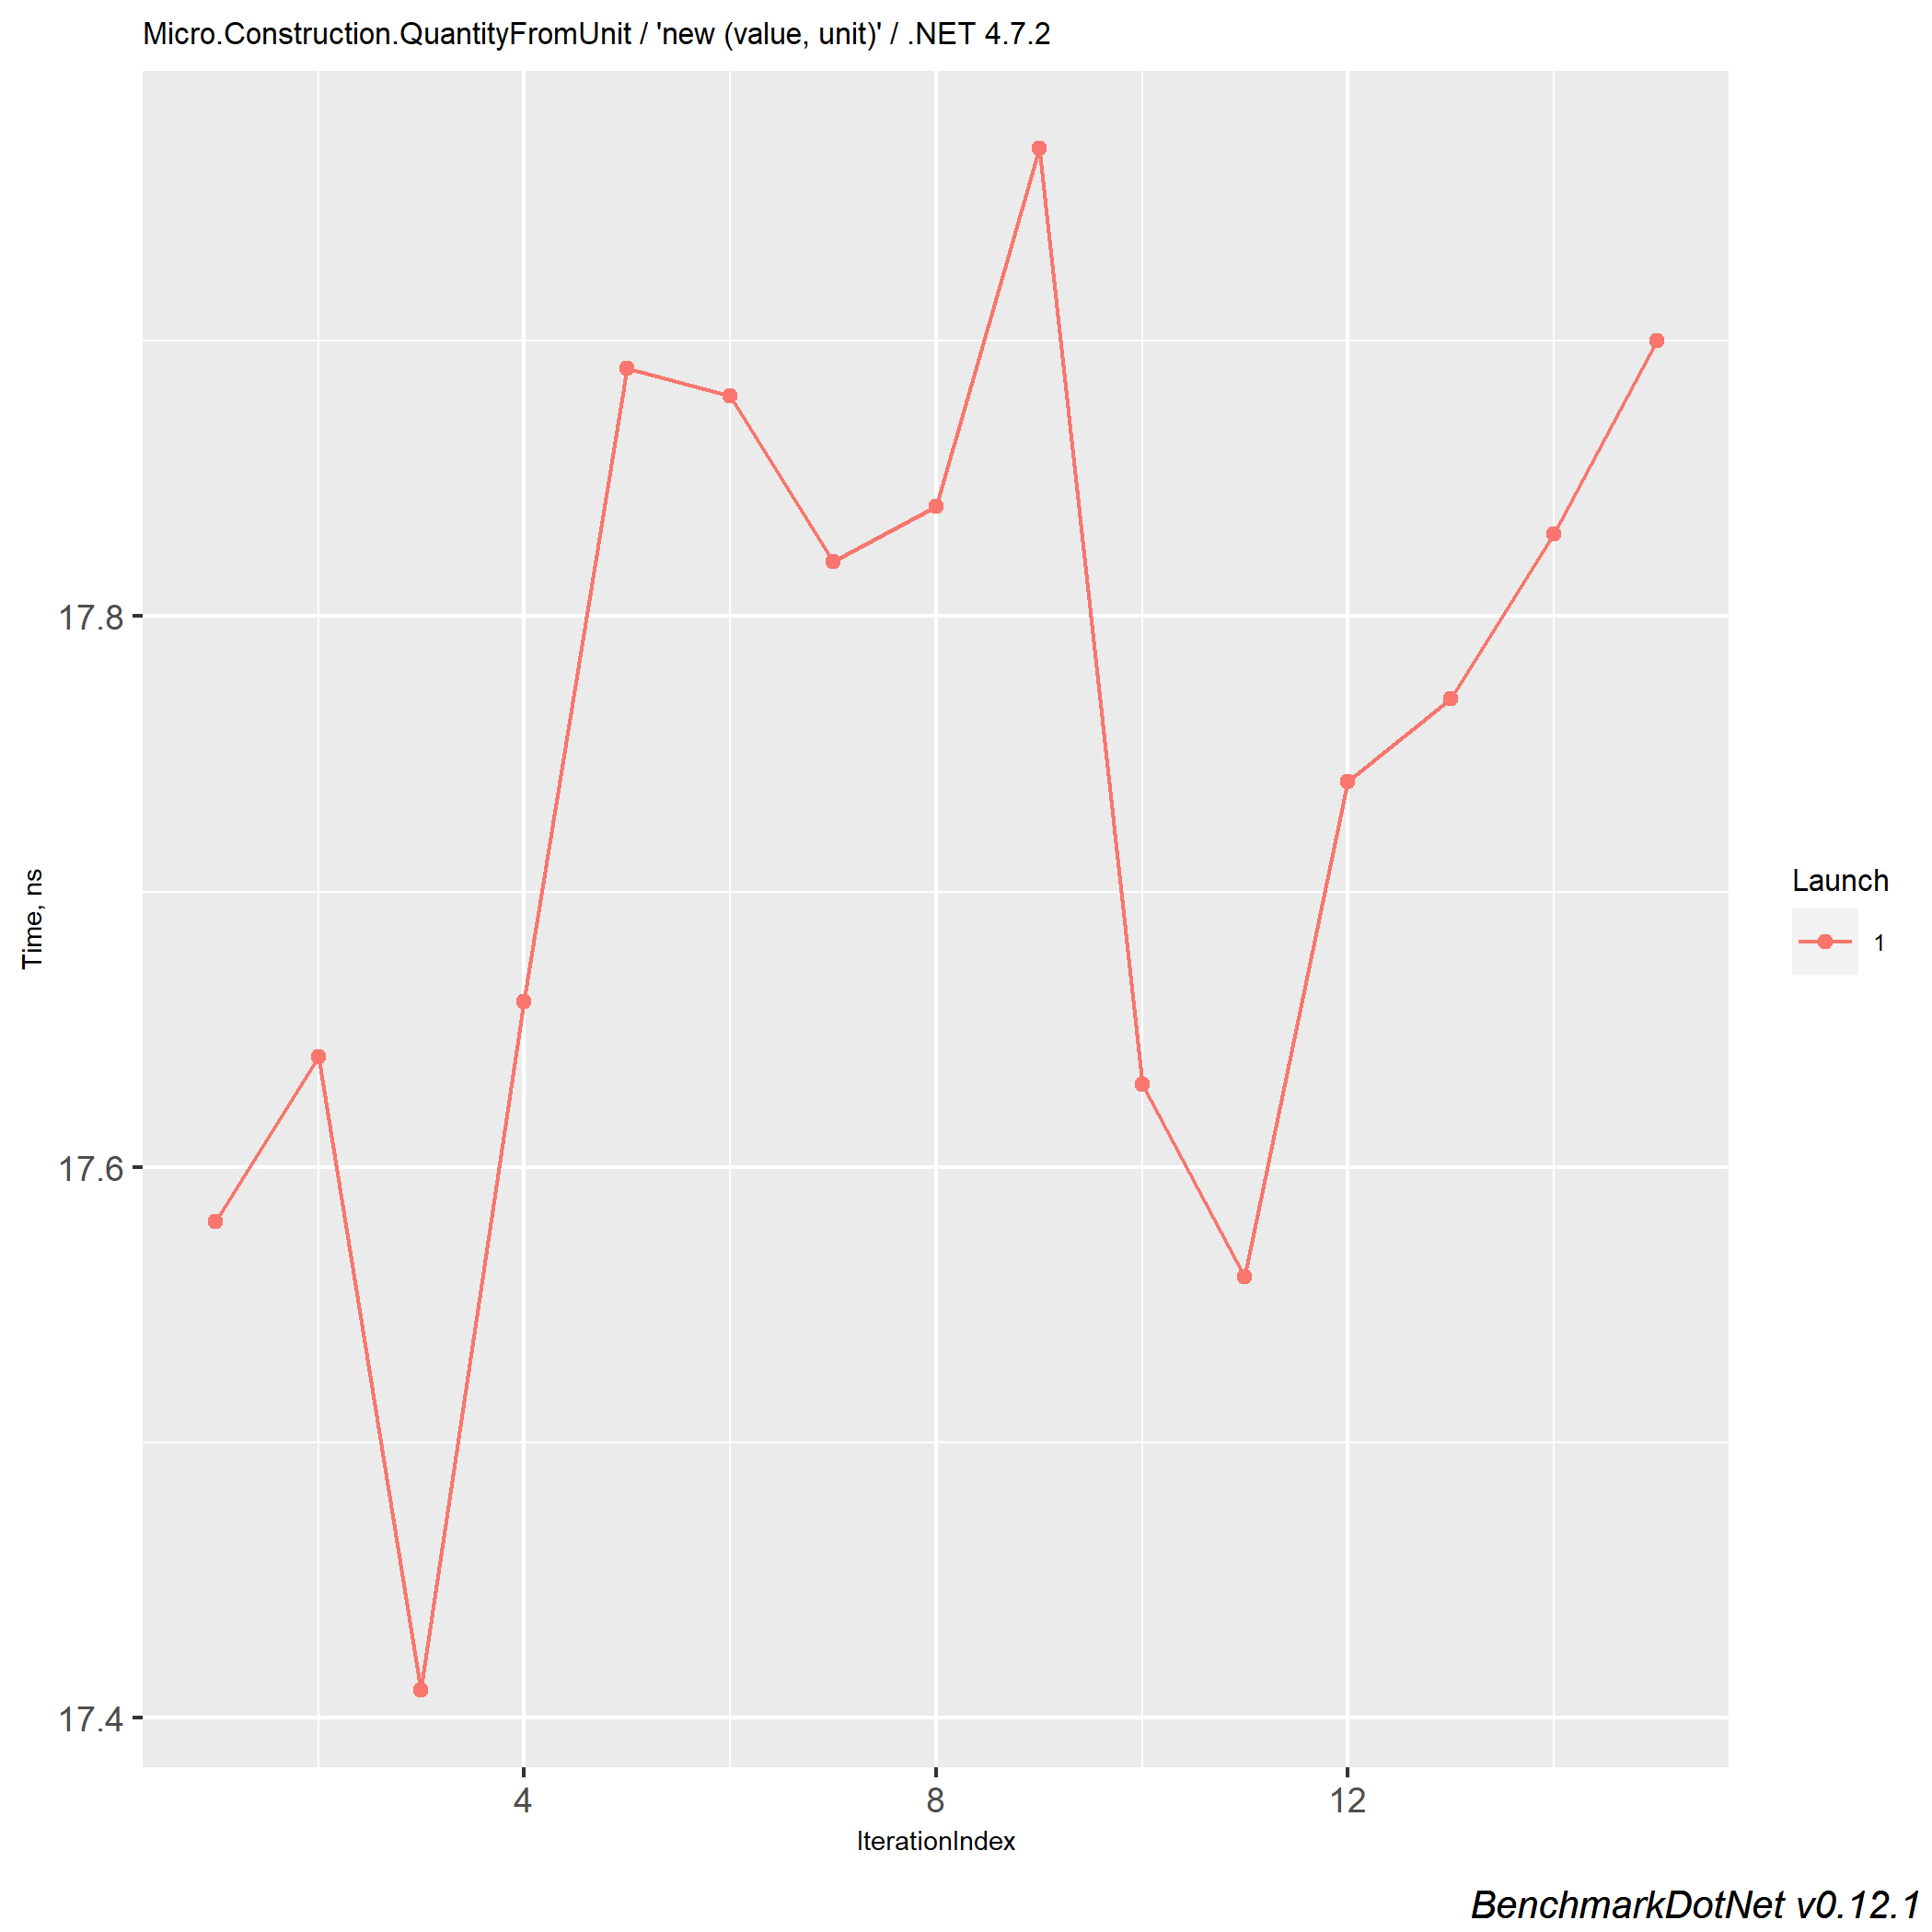 Micro.Construction.QuantityFromUnit / 'new (value, unit)' / .NET 4.7.2
17.8
17.6
17.4
Time, ns
4
8
12
IterationIndex
Launch
1
BenchmarkDotNet v0.12.1